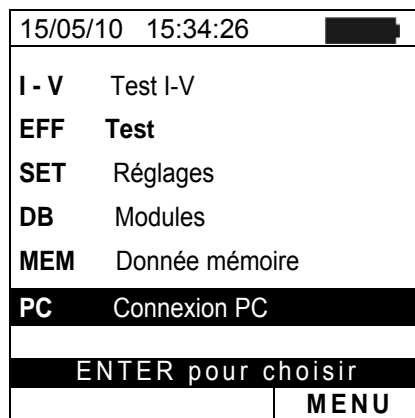 15/05/10 15:34:26
I - V Test I-V
EFF Test
SET Réglages
DB Modules
MEM Donnée mémoire
PC Connexion PC
ENTER pour choisir
MENU